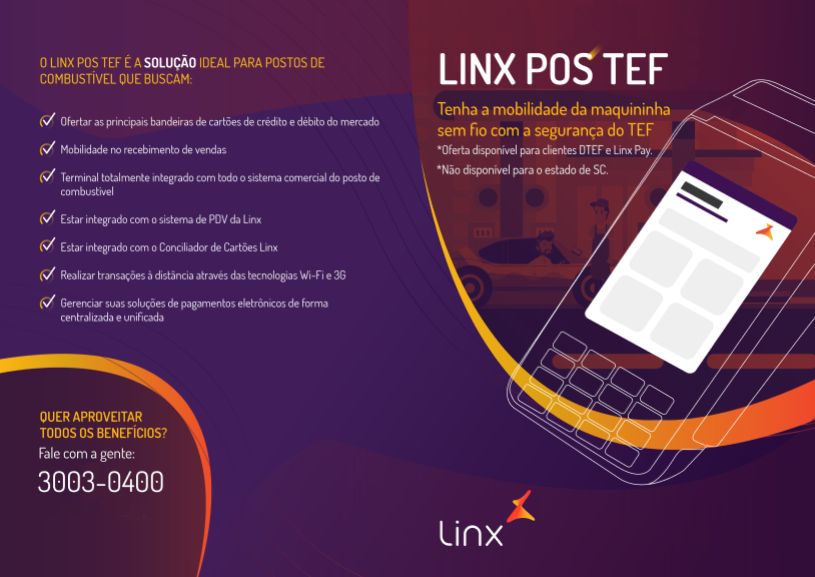 O LINX POS TEF É A SOLUÇÃO IDEAL PARA POSTOS DE
COMBUSTÍVEL QUE BUSCAM:
Ofertar as principais bandeiras de cartões de crédito e débito do mercado
Mobilidade no recebimento de vendas
Terminal totalmente integrado com todo o sistema comercial do posto de
combustível
Estar integrado com o sistema de PDV da Linx
Estar integrado com o Conciliador de Cartões Linx
Realizar transações à distância através das tecnologias Wi-Fi e 3G
Gerenciar suas soluções de pagamentos eletrônicos de forma
centralizada e unificada
QUER APROVEITAR
TODOS OS BENEFÍCIOS?
Fale com a gente:
3003-0400
LINX POS TEF
Tenha a mobilidade da maquininha
sem fio com a segurança do TEF
*Oferta disponível para clientes DTEF e Linx Pay.
*Não disponível para o estado de SC.
Linx